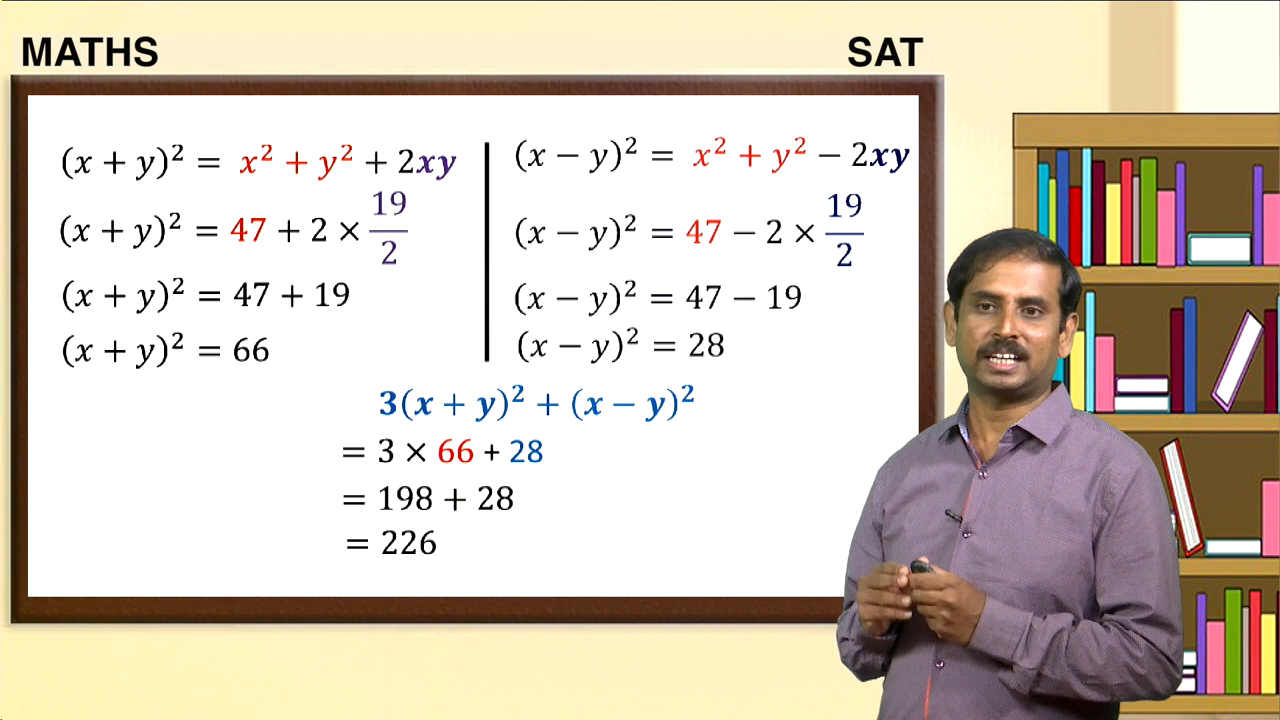 MATHS
SAT
(x + y)² = x² + y² + 2xy
(x + y)² = 47 + 2 × 19/2
(x + y)² = 47 + 19
(x + y)² = 66
(x − y)² = x² + y² − 2xy
(x − y)² = 47 − 2 × 19/2
(x − y)² = 47 − 19
(x − y)² = 28
3(x + y)² + (x − y)²
= 3 × 66 + 28
= 198 + 28
= 226